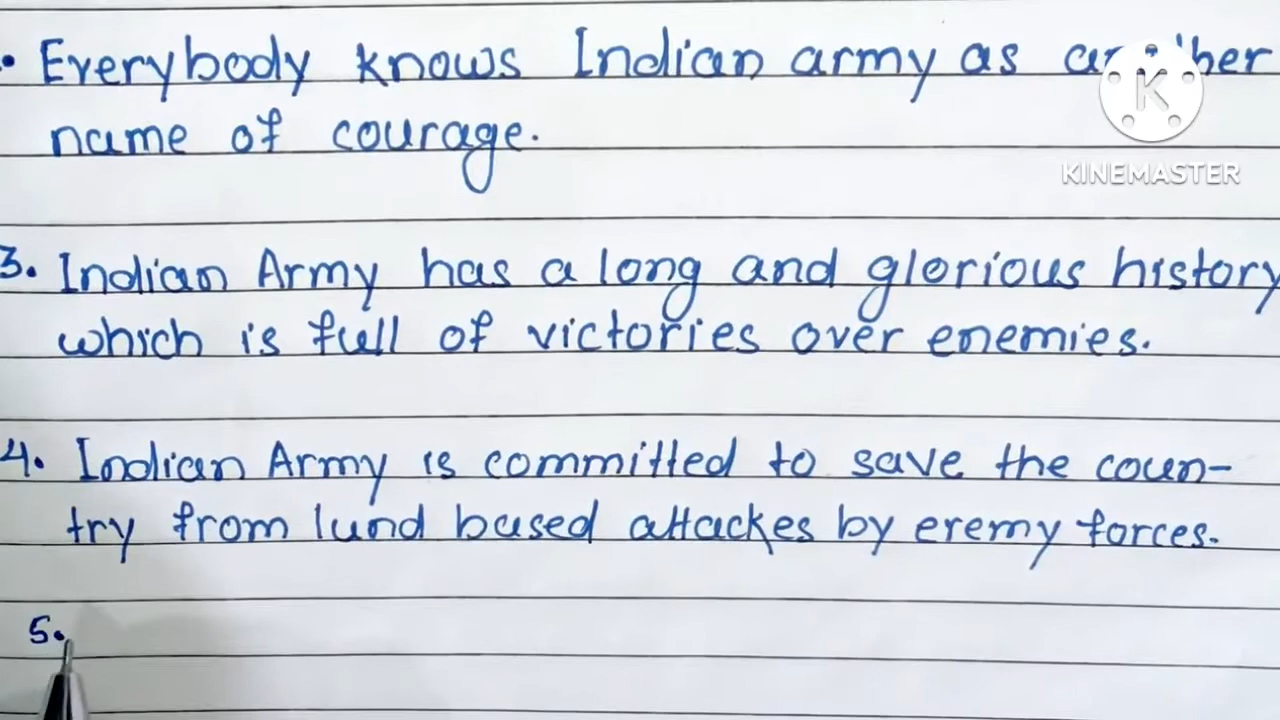 . Everybody knows Indian army as another
name of courage.
KINEMASTER
3. Indian Army has a long and glorious history
which is full of victories over enemies.
4. Indian Army is committed to save the coun-
try from lund based attackes by eremy forces.
5.